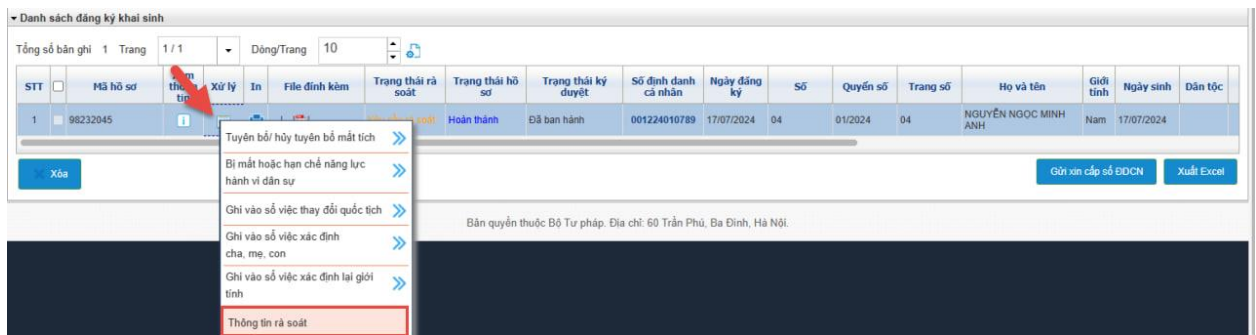 Danh sách đăng ký khai sinh
Tổng số bản ghi 1 Trang 1 / 1 Dòng/Trang 10
STT Mã hồ sơ Xử lý In File đính kèm Trạng thái rà soát Trạng thái hồ sơ Trạng thái ký duyệt Số định danh cá nhân Ngày đăng ký Số Quyển số Trang số Họ và tên Giới tính Ngày sinh Dân tộc
1 98232045 Hoàn thành Đã ban hành 001224010789 17/07/2024 04 01/2024 04 NGUYỄN NGỌC MINH ANH Nam 17/07/2024
Tuyên bố/ hủy tuyên bố mất tích
Bị mất hoặc hạn chế năng lực
hành vi dân sự
Ghi vào sổ việc thay đổi quốc tịch
Ghi vào sổ việc xác định
cha, mẹ, con
Ghi vào sổ việc xác định lại giới
tính
Thông tin rà soát
Xóa
Gửi xin cấp số ĐDCN
Xuất Excel
Bản quyền thuộc Bộ Tư pháp. Địa chỉ: 60 Trần Phú, Ba Đình, Hà Nội.